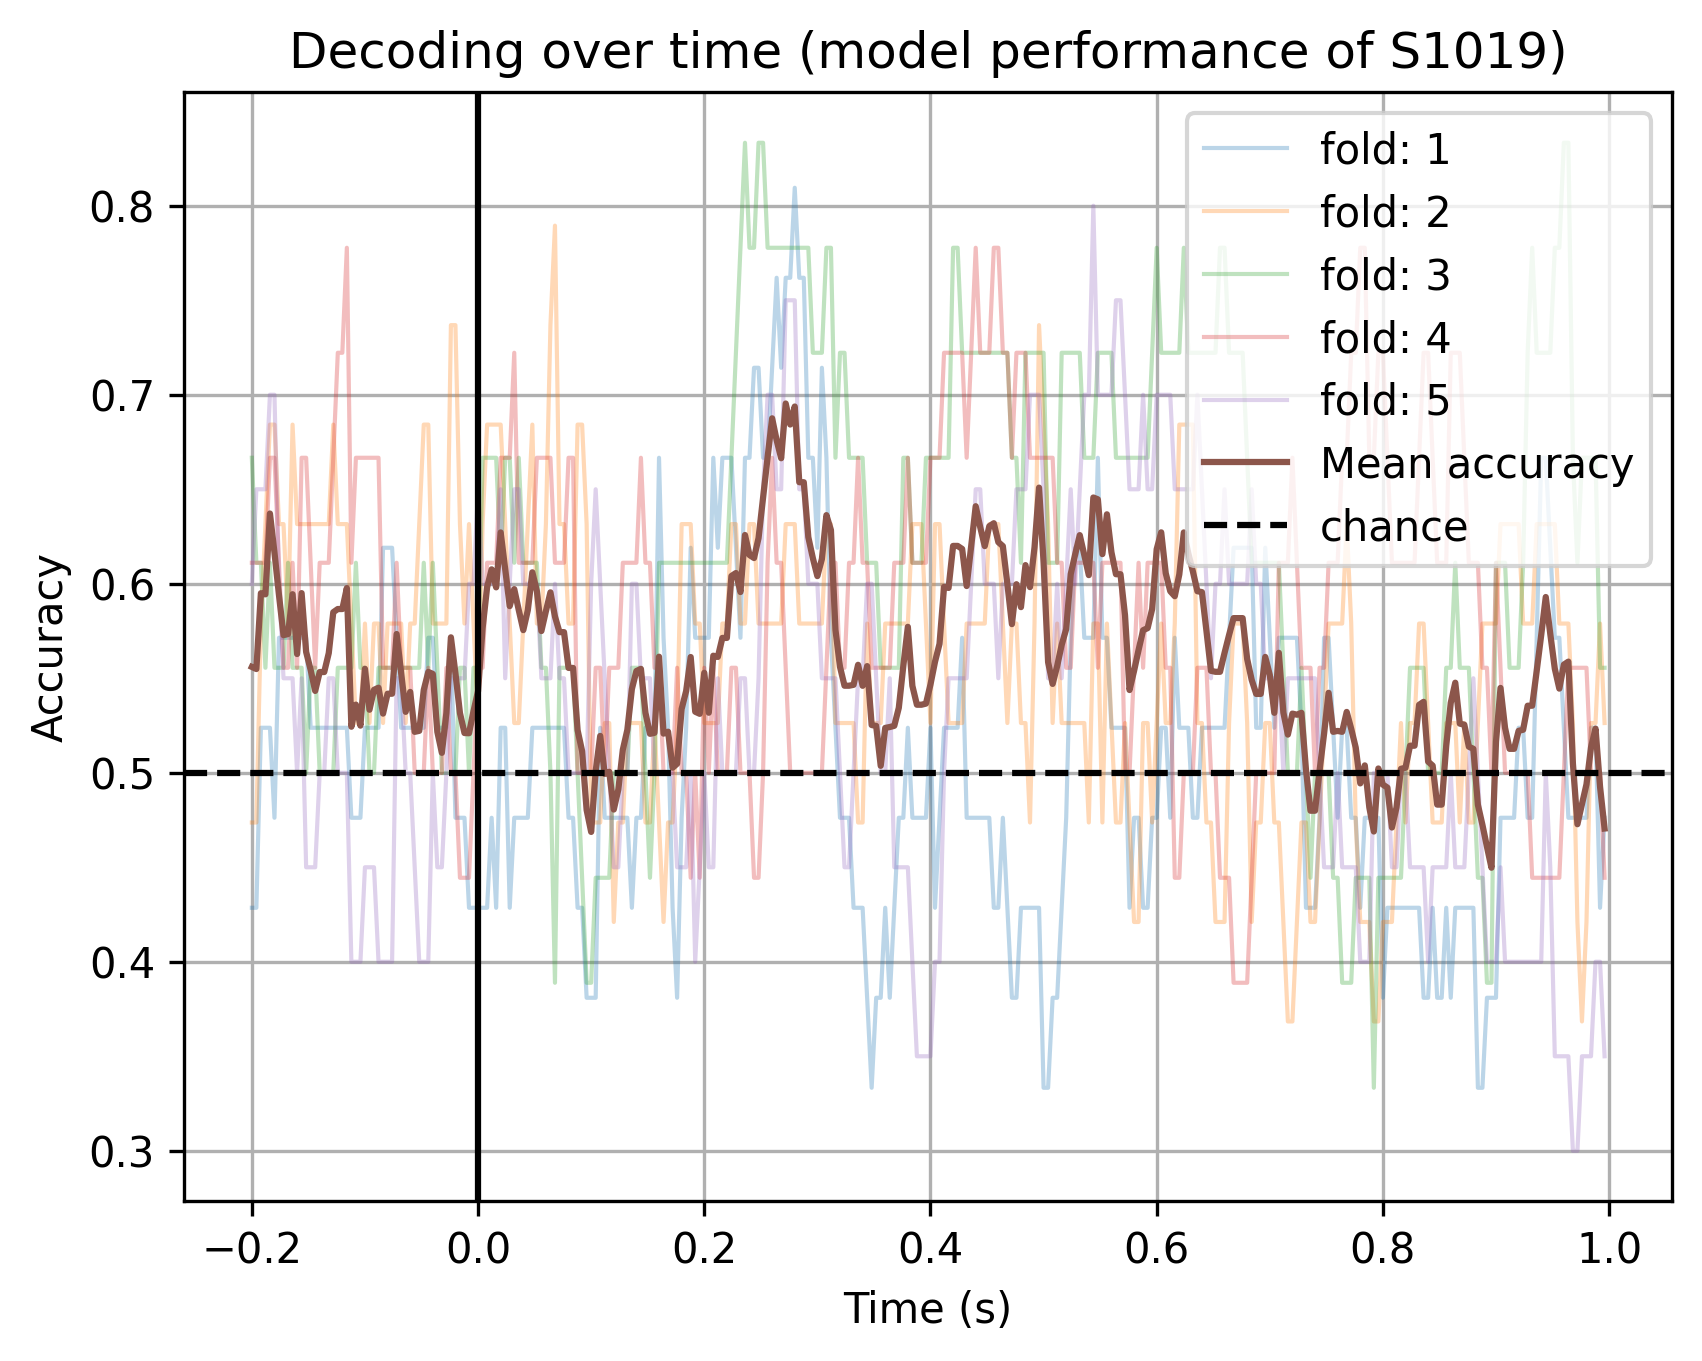 Decoding over time (model performance of S1019)
Accuracy
0.8
0.7
0.6
0.5
0.4
0.3
fold: 1
fold: 2
fold: 3
fold: 4
fold: 5
Mean accuracy
chance
−0.2 0.0 0.2 0.4 0.6 0.8 1.0
Time (s)